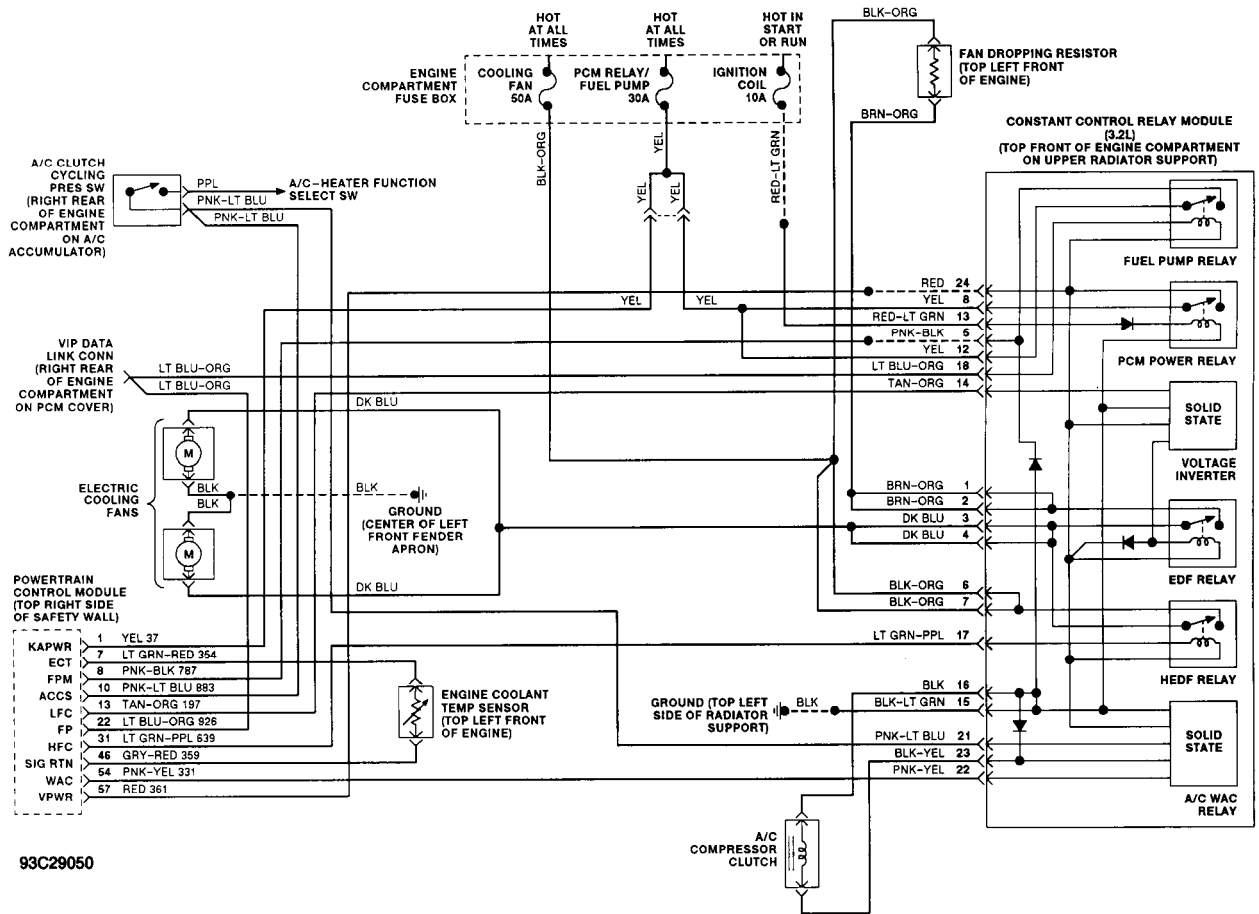 BLK-ORG
HOT
AT ALL
TIMES
HOT
AT ALL
TIMES
HOT IN
START
OR RUN
FAN DROPPING RESISTOR
(TOP LEFT FRONT
OF ENGINE)
ENGINE
COMPARTMENT
FUSE BOX
COOLING
FAN
50A
PCM RELAY/
FUEL PUMP
30A
IGNITION
COIL
10A
BRN-ORG
CONSTANT CONTROL RELAY MODULE
(3.2L)
(TOP FRONT OF ENGINE COMPARTMENT
ON UPPER RADIATOR SUPPORT)
BLK-ORG
YEL
RED-LT GRN
YEL
YEL
A/C CLUTCH
CYCLING
PRES SW
(RIGHT REAR
OF ENGINE
COMPARTMENT
ON A/C
ACCUMULATOR)
PPL
A/C-HEATER FUNCTION
SELECT SW
PNK-LT BLU
PNK-LT BLU
FUEL PUMP RELAY
RED 24
YEL
YEL
YEL 8
RED-LT GRN 13
PNK-BLK 5
YEL 12
LT BLU-ORG 18
TAN-ORG 14
PCM POWER RELAY
VIP DATA
LINK CONN
(RIGHT REAR
OF ENGINE
COMPARTMENT
ON PCM COVER)
LT BLU-ORG
LT BLU-ORG
DK BLU
SOLID
STATE
VOLTAGE
INVERTER
M
ELECTRIC
COOLING
FANS
BLK
BLK
BLK
GROUND
(CENTER OF LEFT
FRONT FENDER
APRON)
M
DK BLU
BRN-ORG 1
BRN-ORG 2
DK BLU 3
DK BLU 4
EDF RELAY
BLK-ORG 6
BLK-ORG 7
LT GRN-PPL 17
HEDF RELAY
POWERTRAIN
CONTROL MODULE
(TOP RIGHT SIDE
OF SAFETY WALL)
KAPWR 1 YEL 37
ECT 7 LT GRN-RED 354
FPM 8 PNK-BLK 787
ACCS 10 PNK-LT BLU 883
LFC 13 TAN-ORG 197
FP 22 LT BLU-ORG 926
HFC 31 LT GRN-PPL 639
SIG RTN 46 GRY-RED 359
WAC 54 PNK-YEL 331
VPWR 57 RED 361
ENGINE COOLANT
TEMP SENSOR
(TOP LEFT FRONT
OF ENGINE)
GROUND (TOP LEFT
SIDE OF RADIATOR
SUPPORT)
BLK
BLK 16
BLK-LT GRN 15
PNK-LT BLU 21
BLK-YEL 23
PNK-YEL 22
SOLID
STATE
A/C WAC
RELAY
A/C
COMPRESSOR
CLUTCH
93C29050